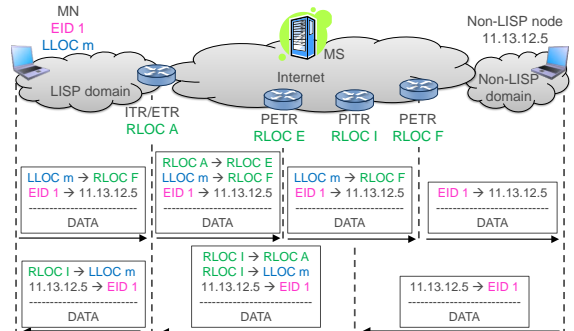 MN
EID 1
LLOC m
Non-LISP node
11.13.12.5
MS
Internet
LISP domain
Non-LISP
domain
ITR/ETR
RLOC A
PETR
RLOC E
PITR
RLOC I
PETR
RLOC F
LLOC m → RLOC F
EID 1 → 11.13.12.5
--------------------------
DATA
RLOC A → RLOC E
LLOC m → RLOC F
EID 1 → 11.13.12.5
--------------------------
DATA
LLOC m → RLOC F
EID 1 → 11.13.12.5
--------------------------
DATA
EID 1 → 11.13.12.5
--------------------------
DATA
RLOC I → LLOC m
11.13.12.5 → EID 1
--------------------------
DATA
RLOC I → RLOC A
RLOC I → LLOC m
11.13.12.5 → EID 1
--------------------------
DATA
11.13.12.5 → EID 1
--------------------------
DATA